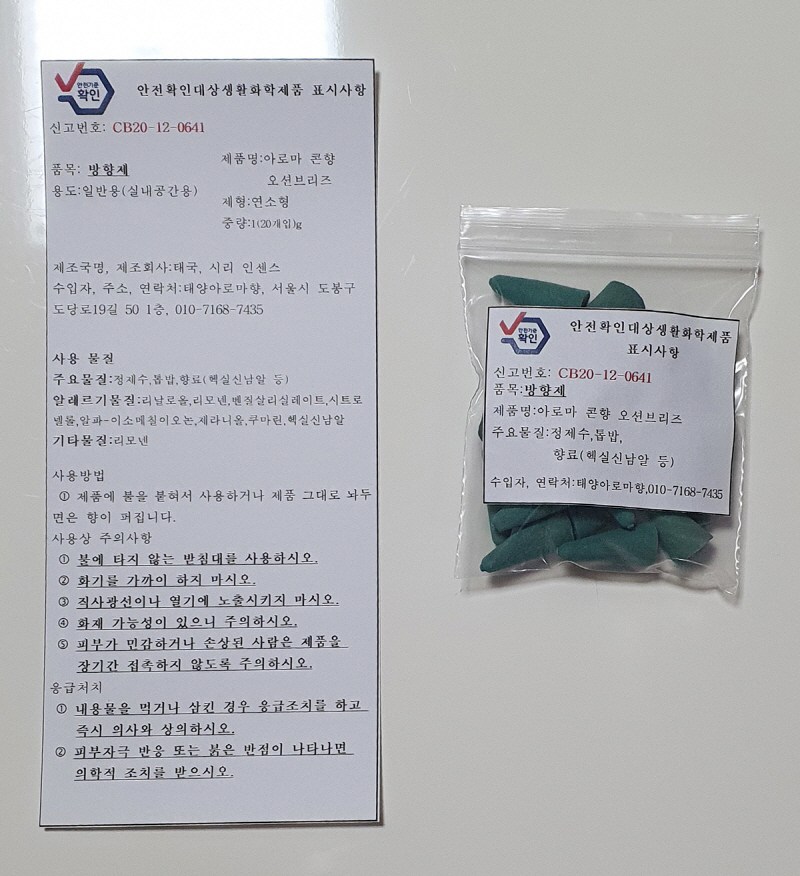 안전기준
확인
안전확인대상생활화학제품 표시사항
신고번호: CB20-12-0641
품목: 방향제
용도:일반용(실내공간용)
제품명:아로마 콘향
오션브리즈
제형:연소형
중량:1(20개입)g
제조국명, 제조회사:태국, 시리 인센스
수입자, 주소, 연락처:태양아로마향, 서울시 도봉구
도당로19길 50 1층, 010-7168-7435
사용 물질
주요물질:정제수,톱밥,향료(헥실신남알 등)
알레르기물질:리날로올,리모넨,벤질살리실레이트,시트로
넬롤,알파-이소메칠이오논,제라니올,쿠마린,헥실신남알
기타물질:리모넨
사용방법
① 제품에 불을 붙혀서 사용하거나 제품 그대로 놔두
면은 향이 퍼집니다.
사용상 주의사항
① 불에 타지 않는 받침대를 사용하시오.
② 화기를 가까이 하지 마시오.
③ 직사광선이나 열기에 노출시키지 마시오.
④ 화재 가능성이 있으니 주의하시오.
⑤ 피부가 민감하거나 손상된 사람은 제품을
장기간 접촉하지 않도록 주의하시오.
응급처치
① 내용물을 먹거나 삼킨 경우 응급조치를 하고
즉시 의사와 상의하시오.
② 피부자극 반응 또는 붉은 반점이 나타나면
의학적 조치를 받으시오.
안전기준
확인
안전확인대상생활화학제품
표시사항
신고번호: CB20-12-0641
품목:방향제
제품명:아로마 콘향 오션브리즈
주요물질:정제수,톱밥,
향료(헥실신남알 등)
수입자, 연락처:태양아로마향,010-7168-7435